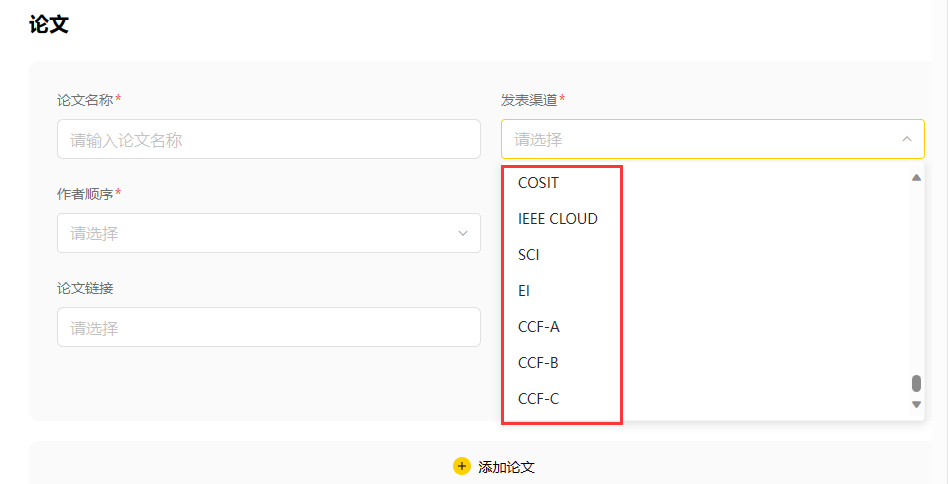 论文
论文名称*
发表渠道*
请输入论文名称
请选择
COSIT
作者顺序*
IEEE CLOUD
请选择
SCI
论文链接
EI
请选择
CCF-A
CCF-B
CCF-C
添加论文